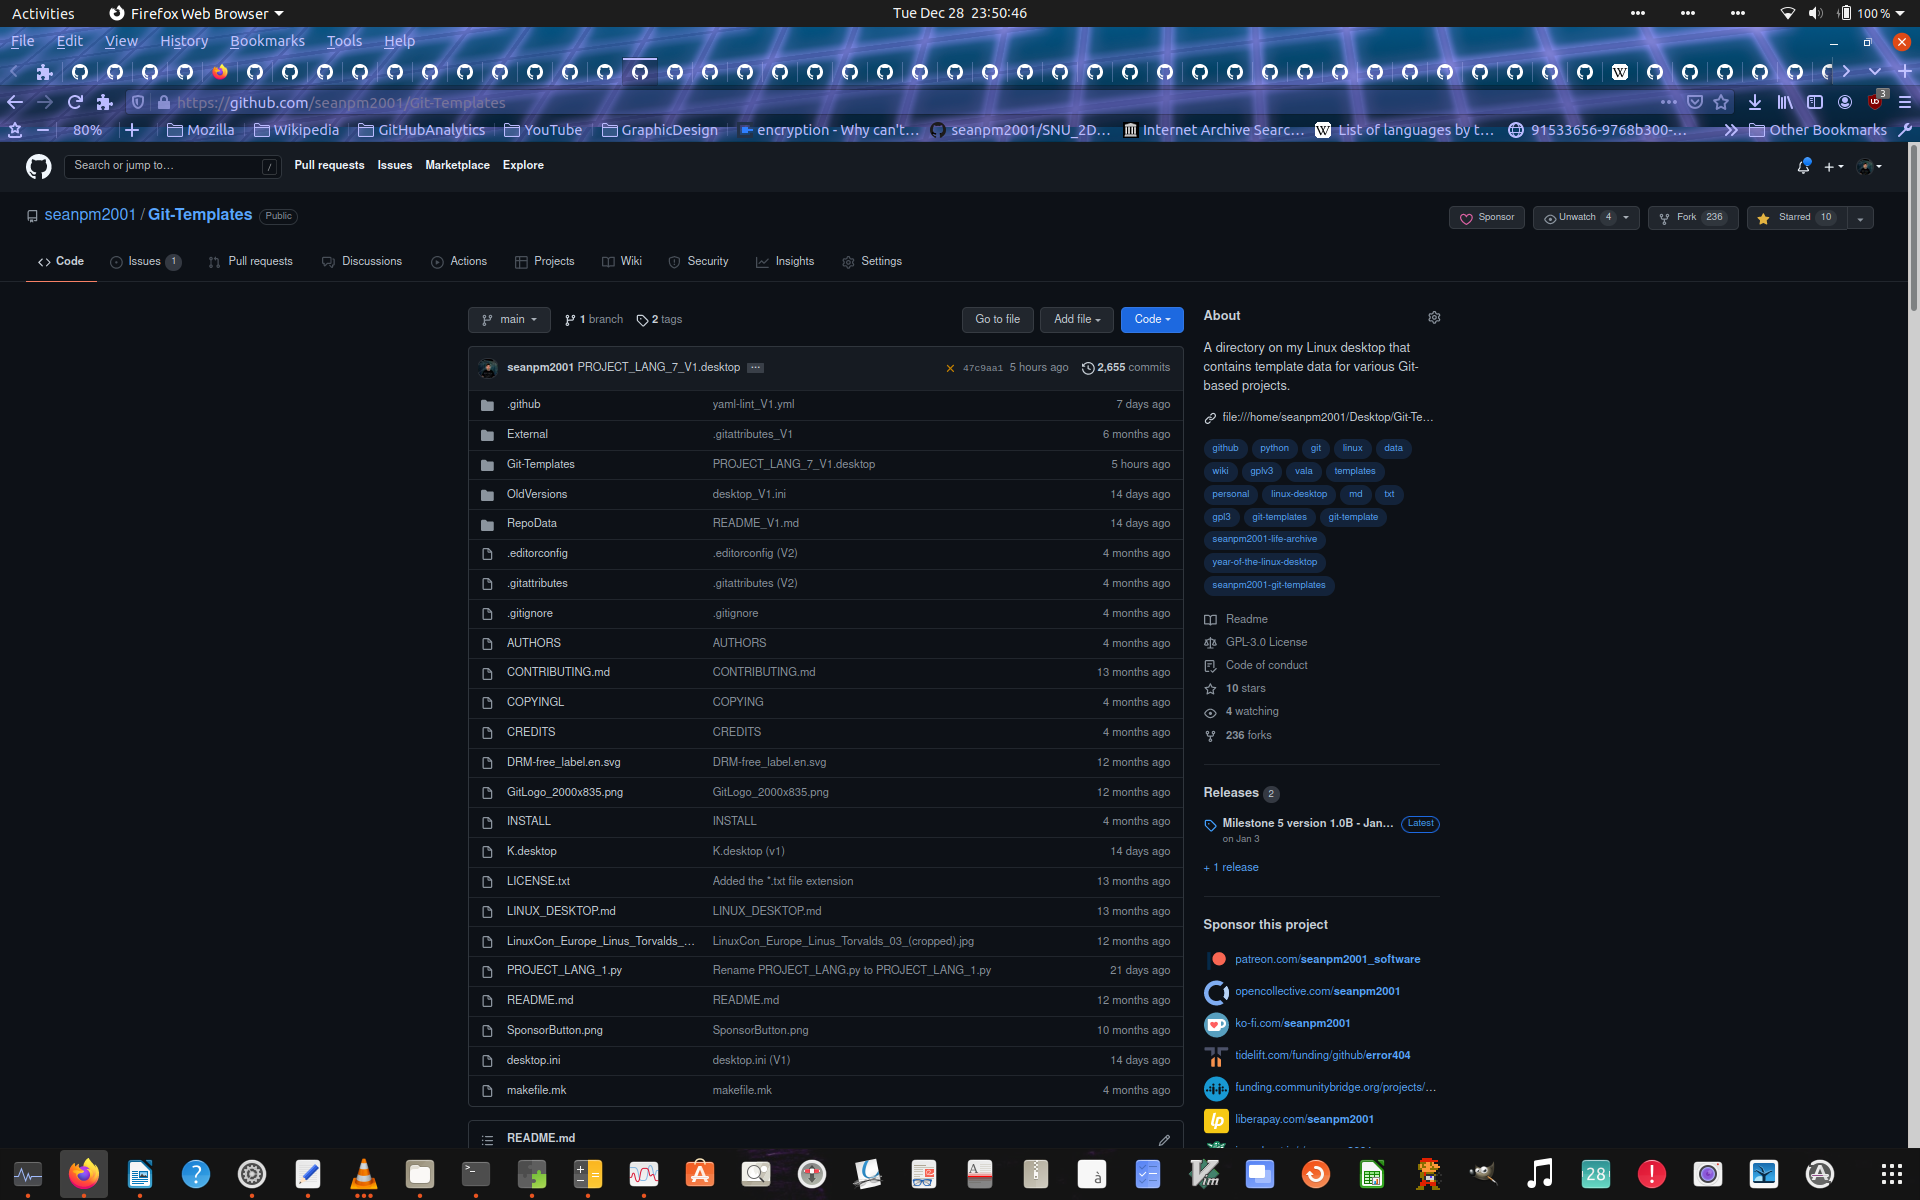 Activities Firefox Web Browser Tue Dec 28 23:50:46 100 %
File Edit View History Bookmarks Tools Help
https://github.com/seanpm2001/Git-Templates 3
80% Mozilla Wikipedia GitHubAnalytics YouTube GraphicDesign encryption - Why can't… seanpm2001/SNU_2D… Internet Archive Searc… List of languages by t… 91533656-9768b300-… Other Bookmarks
Search or jump to… / Pull requests Issues Marketplace Explore
seanpm2001 / Git-Templates Public Sponsor Unwatch 4 Fork 236 Starred 10
Code Issues 1 Pull requests Discussions Actions Projects Wiki Security Insights Settings
main 1 branch 2 tags Go to file Add file Code
seanpm2001 PROJECT_LANG_7_V1.desktop ... 47c9aa1 5 hours ago 2,655 commits
.github yaml-lint_V1.yml 7 days ago
External .gitattributes_V1 6 months ago
Git-Templates PROJECT_LANG_7_V1.desktop 5 hours ago
OldVersions desktop_V1.ini 14 days ago
RepoData README_V1.md 14 days ago
.editorconfig .editorconfig (V2) 4 months ago
.gitattributes .gitattributes (V2) 4 months ago
.gitignore .gitignore 4 months ago
AUTHORS AUTHORS 4 months ago
CONTRIBUTING.md CONTRIBUTING.md 13 months ago
COPYINGL COPYING 4 months ago
CREDITS CREDITS 4 months ago
DRM-free_label.en.svg DRM-free_label.en.svg 12 months ago
GitLogo_2000x835.png GitLogo_2000x835.png 12 months ago
INSTALL INSTALL 4 months ago
K.desktop K.desktop (v1) 14 days ago
LICENSE.txt Added the *.txt file extension 13 months ago
LINUX_DESKTOP.md LINUX_DESKTOP.md 13 months ago
LinuxCon_Europe_Linus_Torvalds_… LinuxCon_Europe_Linus_Torvalds_03_(cropped).jpg 12 months ago
PROJECT_LANG_1.py Rename PROJECT_LANG.py to PROJECT_LANG_1.py 21 days ago
README.md README.md 12 months ago
SponsorButton.png SponsorButton.png 10 months ago
desktop.ini desktop.ini (V1) 14 days ago
makefile.mk makefile.mk 4 months ago
README.md
About
A directory on my Linux desktop that
contains template data for various Git-
based projects.
file:///home/seanpm2001/Desktop/Git-Te…
github python git linux data
wiki gplv3 vala templates
personal linux-desktop md txt
gpl3 git-templates git-template
seanpm2001-life-archive
year-of-the-linux-desktop
seanpm2001-git-templates
Readme
GPL-3.0 License
Code of conduct
10 stars
4 watching
236 forks
Releases 2
Milestone 5 version 1.0B - Jan… Latest
on Jan 3
+ 1 release
Sponsor this project
patreon.com/seanpm2001_software
opencollective.com/seanpm2001
ko-fi.com/seanpm2001
tidelift.com/funding/github/error404
funding.communitybridge.org/projects/…
lp liberapay.com/seanpm2001
28